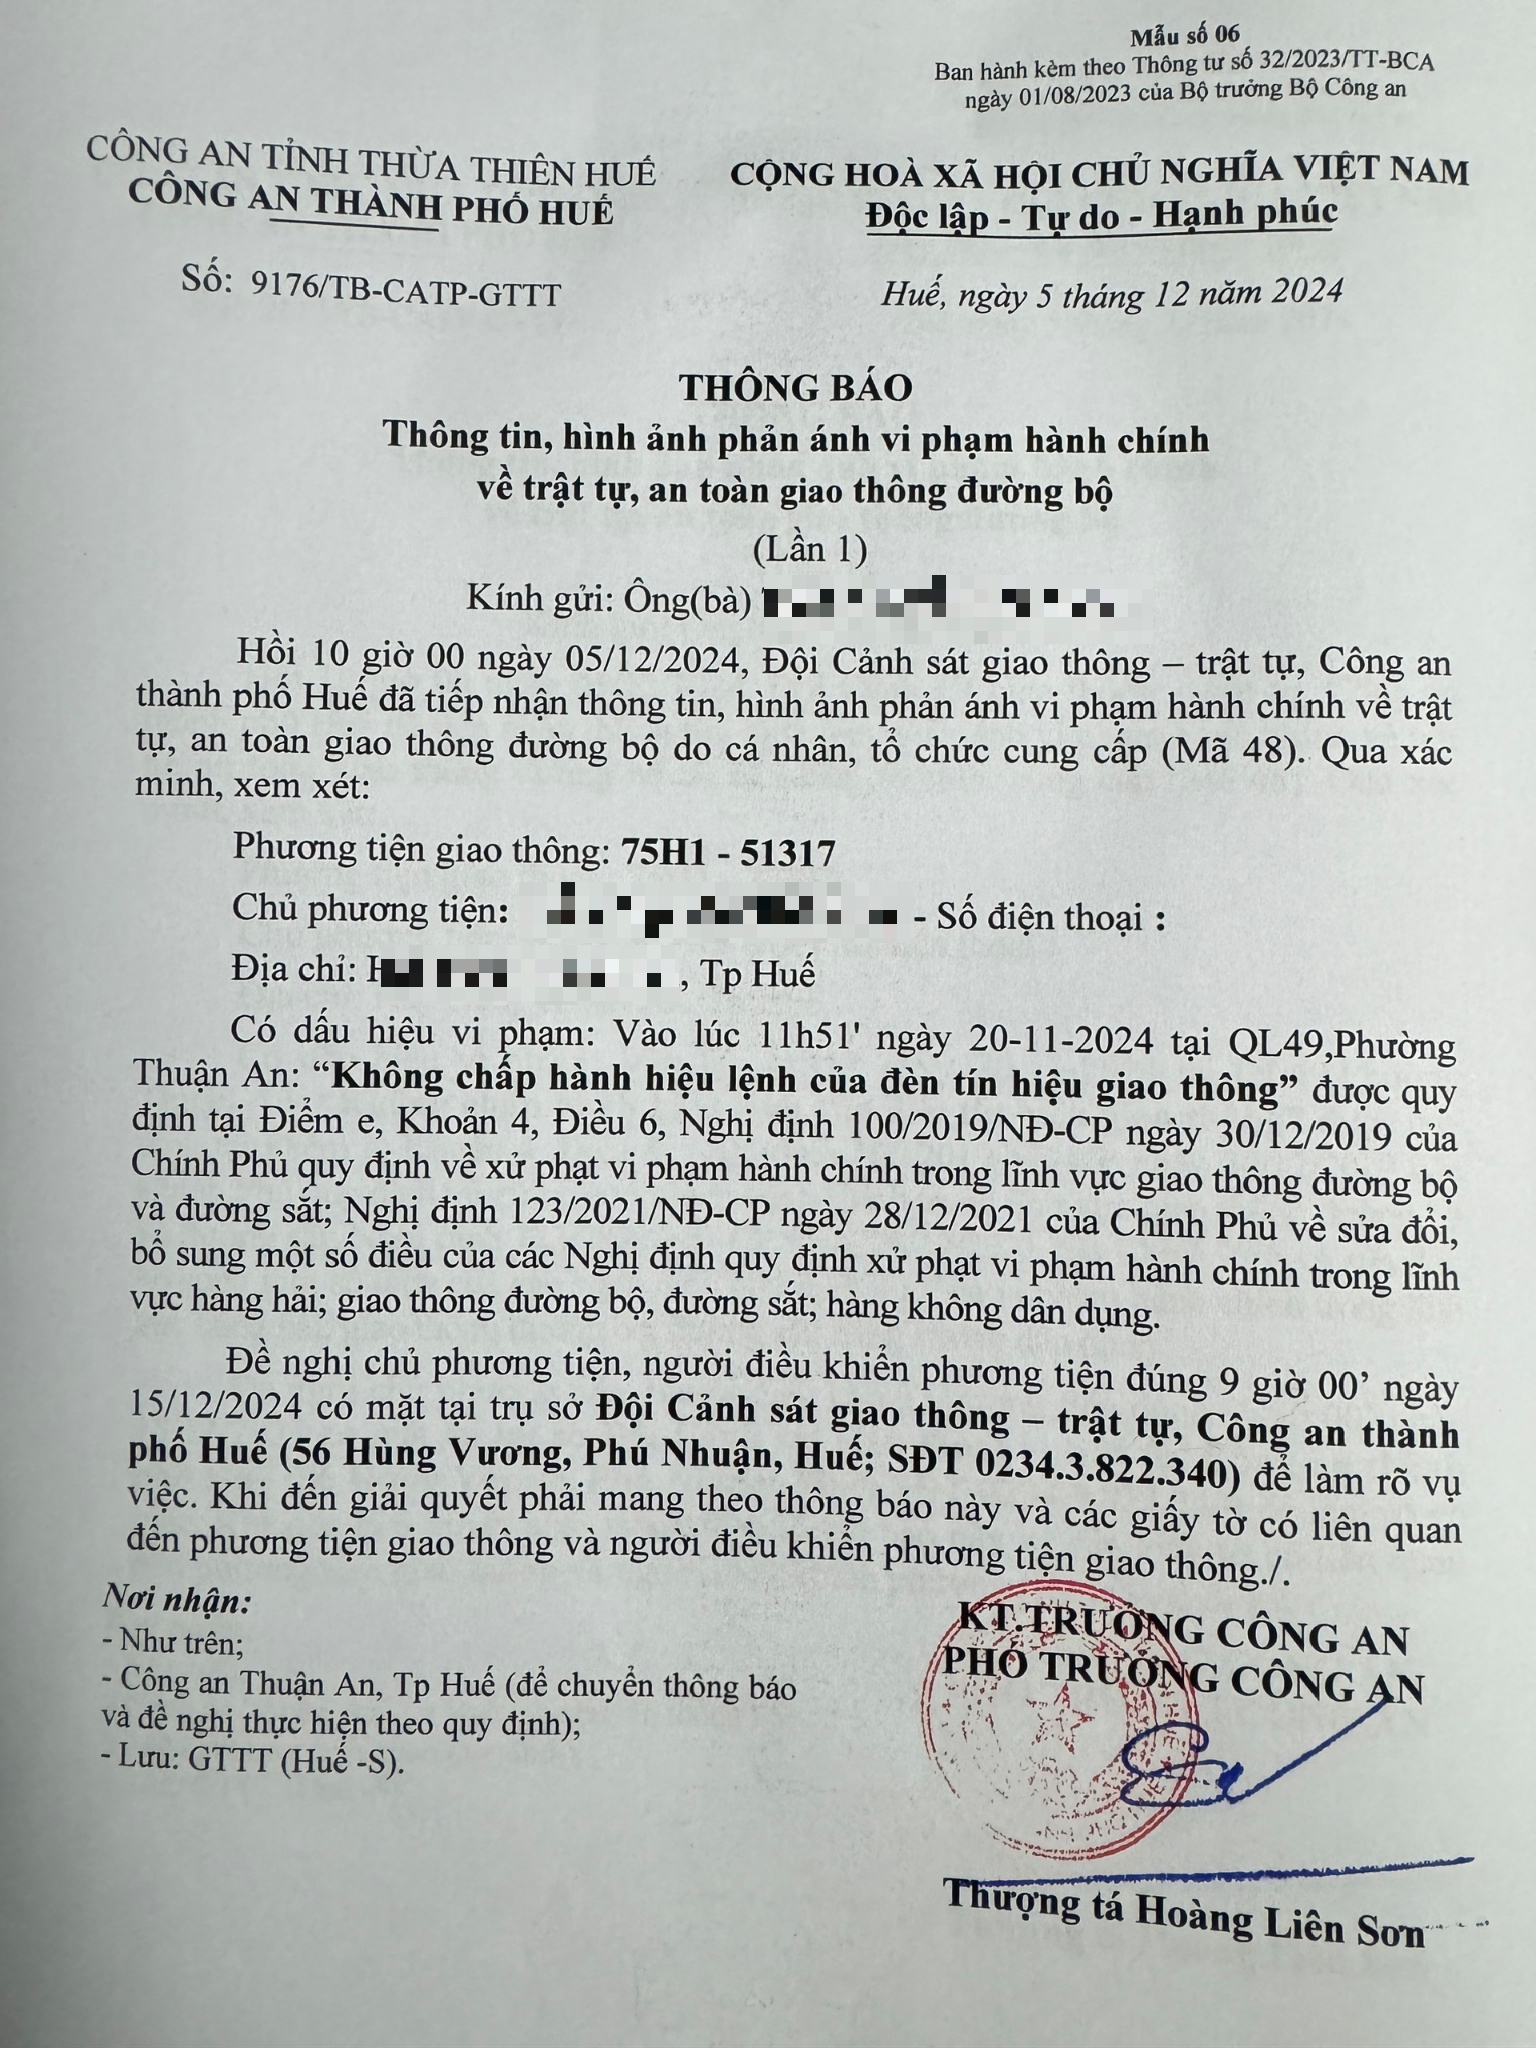 Mẫu số 06
Ban hành kèm theo Thông tư số 32/2023/TT-BCA
ngày 01/08/2023 của Bộ trưởng Bộ Công an
CÔNG AN TỈNH THỪA THIÊN HUẾ
CÔNG AN THÀNH PHỐ HUẾ
CỘNG HOÀ XÃ HỘI CHỦ NGHĨA VIỆT NAM
Độc lập - Tự do - Hạnh phúc
Số: 9176/TB-CATP-GTTT
Huế, ngày 5 tháng 12 năm 2024
THÔNG BÁO
Thông tin, hình ảnh phản ánh vi phạm hành chính
về trật tự, an toàn giao thông đường bộ
(Lần 1)
Kính gửi: Ông(bà)
Hồi 10 giờ 00 ngày 05/12/2024, Đội Cảnh sát giao thông – trật tự, Công an
thành phố Huế đã tiếp nhận thông tin, hình ảnh phản ánh vi phạm hành chính về trật
tự, an toàn giao thông đường bộ do cá nhân, tổ chức cung cấp (Mã 48). Qua xác
minh, xem xét:
Phương tiện giao thông: 75H1 - 51317
Chủ phương tiện: - Số điện thoại :
Địa chỉ: , Tp Huế
Có dấu hiệu vi phạm: Vào lúc 11h51' ngày 20-11-2024 tại QL49,Phường
Thuận An: “Không chấp hành hiệu lệnh của đèn tín hiệu giao thông” được quy
định tại Điểm e, Khoản 4, Điều 6, Nghị định 100/2019/NĐ-CP ngày 30/12/2019 của
Chính Phủ quy định về xử phạt vi phạm hành chính trong lĩnh vực giao thông đường bộ
và đường sắt; Nghị định 123/2021/NĐ-CP ngày 28/12/2021 của Chính Phủ về sửa đổi,
bổ sung một số điều của các Nghị định quy định xử phạt vi phạm hành chính trong lĩnh
vực hàng hải; giao thông đường bộ, đường sắt; hàng không dân dụng.
Đề nghị chủ phương tiện, người điều khiển phương tiện đúng 9 giờ 00’ ngày
15/12/2024 có mặt tại trụ sở Đội Cảnh sát giao thông – trật tự, Công an thành
phố Huế (56 Hùng Vương, Phú Nhuận, Huế; SĐT 0234.3.822.340) để làm rõ vụ
việc. Khi đến giải quyết phải mang theo thông báo này và các giấy tờ có liên quan
đến phương tiện giao thông và người điều khiển phương tiện giao thông./.
Nơi nhận:
- Như trên;
- Công an Thuận An, Tp Huế (để chuyển thông báo
và đề nghị thực hiện theo quy định);
- Lưu: GTTT (Huế -S).
KT.TRƯỞNG CÔNG AN
PHÓ TRƯỞNG CÔNG AN
Thượng tá Hoàng Liên Sơn